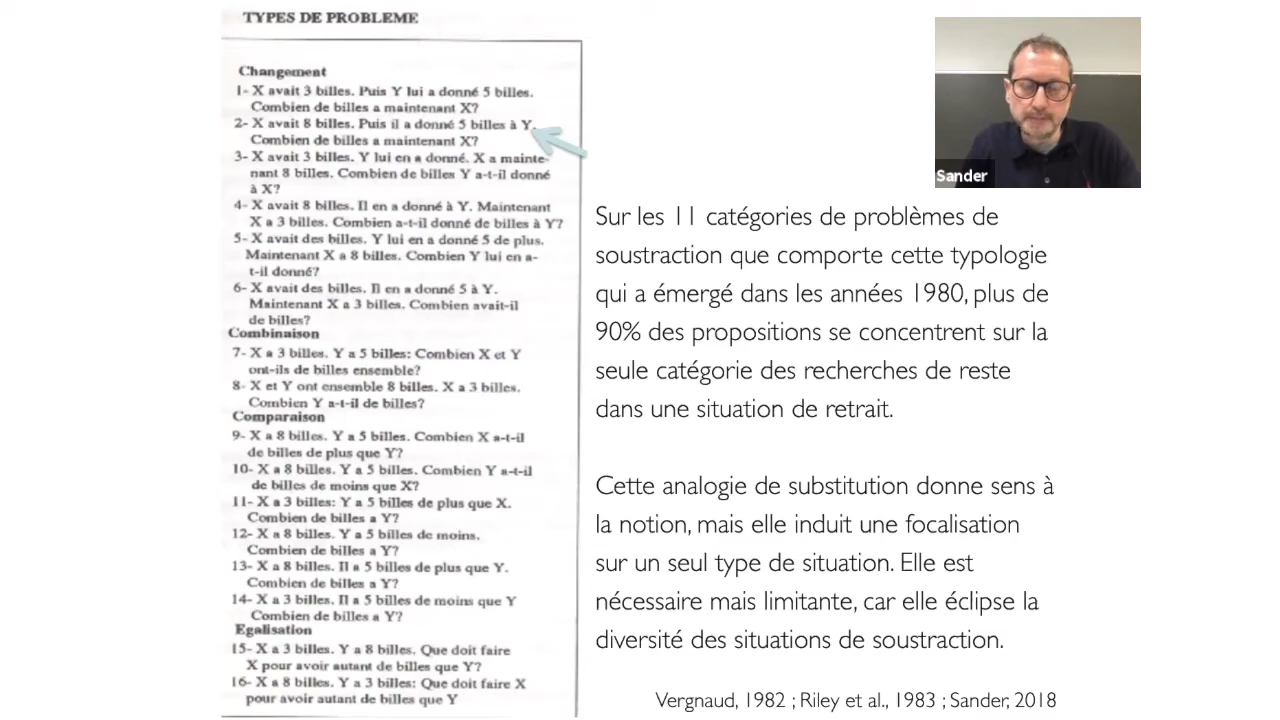 TYPES DE PROBLEME
Changement
1- X avait 3 billes. Puis Y lui a donné 5 billes.
Combien de billes a maintenant X?
2- X avait 8 billes. Puis il a donné 5 billes à Y.
Combien de billes a maintenant X?
3- X avait 3 billes. Y lui en a donné. X a mainte-
nant 8 billes. Combien de billes Y a-t-il donné
à X?
4- X avait 8 billes. Il en a donné à Y. Maintenant
X a 3 billes. Combien a-t-il donné de billes à Y?
5- X avait des billes. Y lui en a donné 5 de plus.
Maintenant X a 8 billes. Combien Y lui en a-
t-il donné?
6- X avait des billes. Il en a donné 5 à Y.
Maintenant X a 3 billes. Combien avait-il
de billes?
Combinaison
7- X a 3 billes. Y a 5 billes: Combien X et Y
ont-ils de billes ensemble?
8- X et Y ont ensemble 8 billes. X a 3 billes.
Combien Y a-t-il de billes?
Comparaison
9- X a 8 billes. Y a 5 billes. Combien X a-t-il
de billes de plus que Y?
10- X a 8 billes. Y a 5 billes. Combien Y a-t-il
de billes de moins que X?
11- X a 3 billes: Y a 5 billes de plus que X.
Combien de billes a Y?
12- X a 8 billes. Y a 5 billes de moins.
Combien de billes a Y?
13- X a 8 billes. Il a 5 billes de plus que Y.
Combien de billes a Y?
14- X a 3 billes. Il a 5 billes de moins que Y
Combien de billes a Y?
Egalisation
15- X a 3 billes. Y a 8 billes. Que doit faire
X pour avoir autant de billes que Y?
16- X a 8 billes. Y a 3 billes: Que doit faire X
pour avoir autant de billes que Y
Sander
Sur les 11 catégories de problèmes de
soustraction que comporte cette typologie
qui a émergé dans les années 1980, plus de
90% des propositions se concentrent sur la
seule catégorie des recherches de reste
dans une situation de retrait.
Cette analogie de substitution donne sens à
la notion, mais elle induit une focalisation
sur un seul type de situation. Elle est
nécessaire mais limitante, car elle éclipse la
diversité des situations de soustraction.
Vergnaud, 1982 ; Riley et al., 1983 ; Sander, 2018